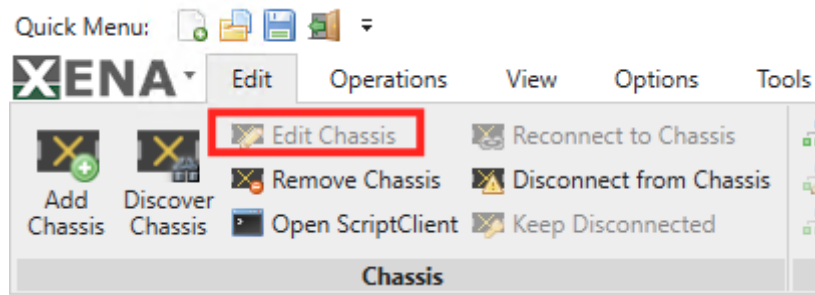 Quick Menu:
XENA Edit Operations View Options Tools
Edit Chassis Reconnect to Chassis
Add Chassis Discover Chassis Remove Chassis Disconnect from Chassis
Open ScriptClient Keep Disconnected
Chassis